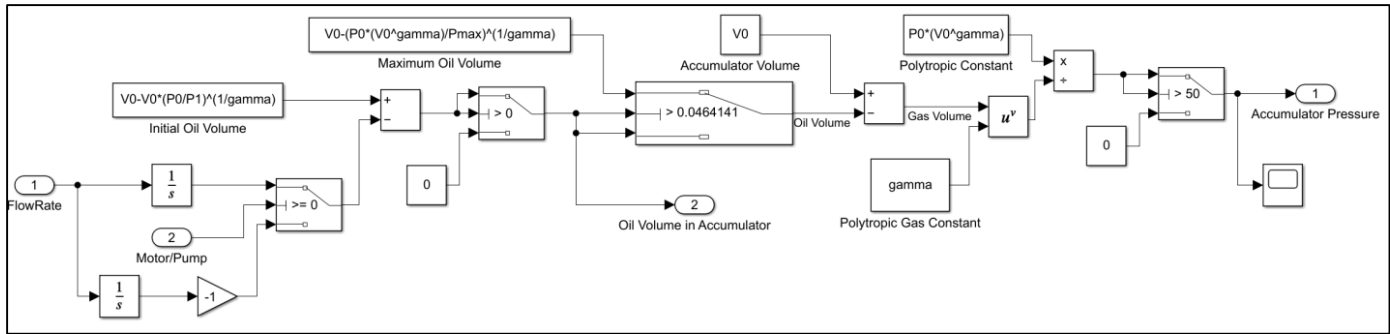 V0-(P0*(V0^gamma)/Pmax)^(1/gamma)
Maximum Oil Volume
V0
Accumulator Volume
P0*(V0^gamma)
Polytropic Constant
V0-V0*(P0/P1)^(1/gamma)
Initial Oil Volume
+
−
> 0
0
> 0.0464141
Oil Volume
+
−
Gas Volume
u^v
x
÷
> 50
0
1
Accumulator Pressure
1
FlowRate
1
s
>= 0
2
Motor/Pump
1
s
-1
2
Oil Volume in Accumulator
gamma
Polytropic Gas Constant